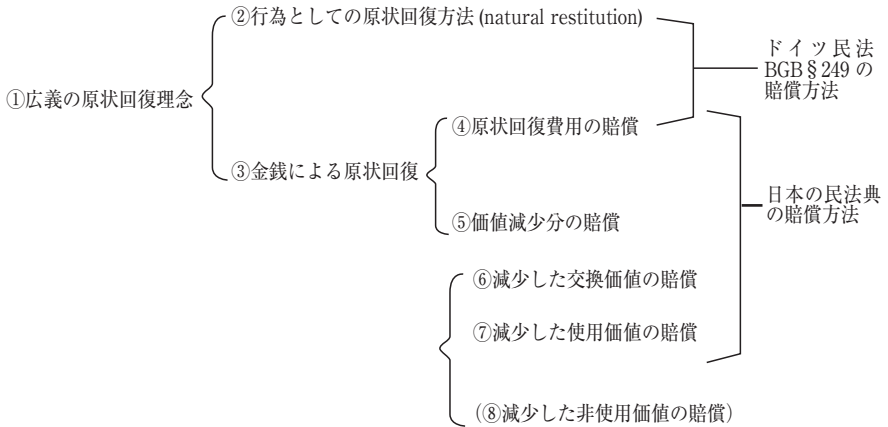 ②行為としての原状回復方法 (natural restitution)
ドイツ民法
BGB§249 の
賠償方法
①広義の原状回復理念
④原状回復費用の賠償
③金銭による原状回復
日本の民法典
の賠償方法
⑤価値減少分の賠償
⑥減少した交換価値の賠償
⑦減少した使用価値の賠償
(⑧減少した非使用価値の賠償)